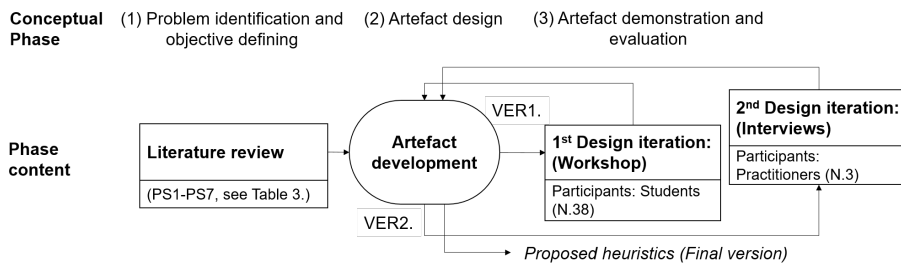 Conceptual Phase
(1) Problem identification and objective defining
(2) Artefact design
(3) Artefact demonstration and evaluation
Phase content
Literature review
(PS1-PS7, see Table 3.)
Artefact development
VER1.
1st Design iteration: (Workshop)
Participants: Students (N.38)
2nd Design iteration: (Interviews)
Participants: Practitioners (N.3)
VER2.
Proposed heuristics (Final version)